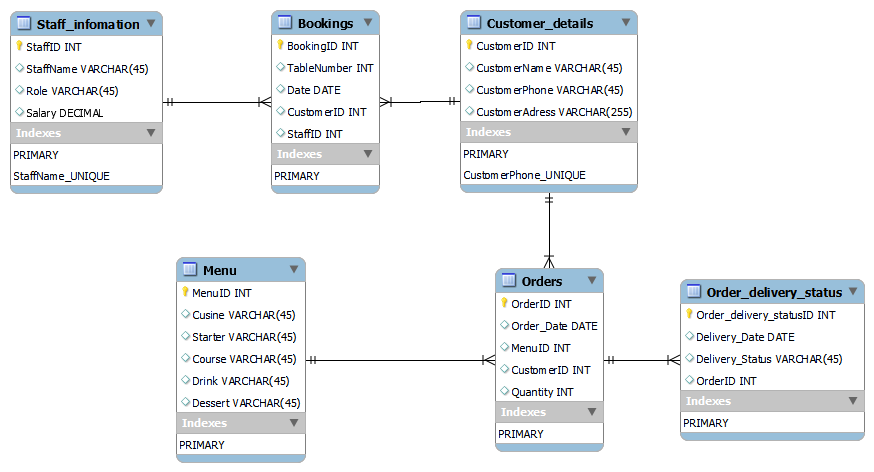 Staff_infomation
StaffID INT
StaffName VARCHAR(45)
Role VARCHAR(45)
Salary DECIMAL
Indexes
PRIMARY
StaffName_UNIQUE
Bookings
BookingID INT
TableNumber INT
Date DATE
CustomerID INT
StaffID INT
Indexes
PRIMARY
Customer_details
CustomerID INT
CustomerName VARCHAR(45)
CustomerPhone VARCHAR(45)
CustomerAdress VARCHAR(255)
Indexes
PRIMARY
CustomerPhone_UNIQUE
Menu
MenuID INT
Cusine VARCHAR(45)
Starter VARCHAR(45)
Course VARCHAR(45)
Drink VARCHAR(45)
Dessert VARCHAR(45)
Indexes
PRIMARY
Orders
OrderID INT
Order_Date DATE
MenuID INT
CustomerID INT
Quantity INT
Indexes
PRIMARY
Order_delivery_status
Order_delivery_statusID INT
Delivery_Date DATE
Delivery_Status VARCHAR(45)
OrderID INT
Indexes
PRIMARY